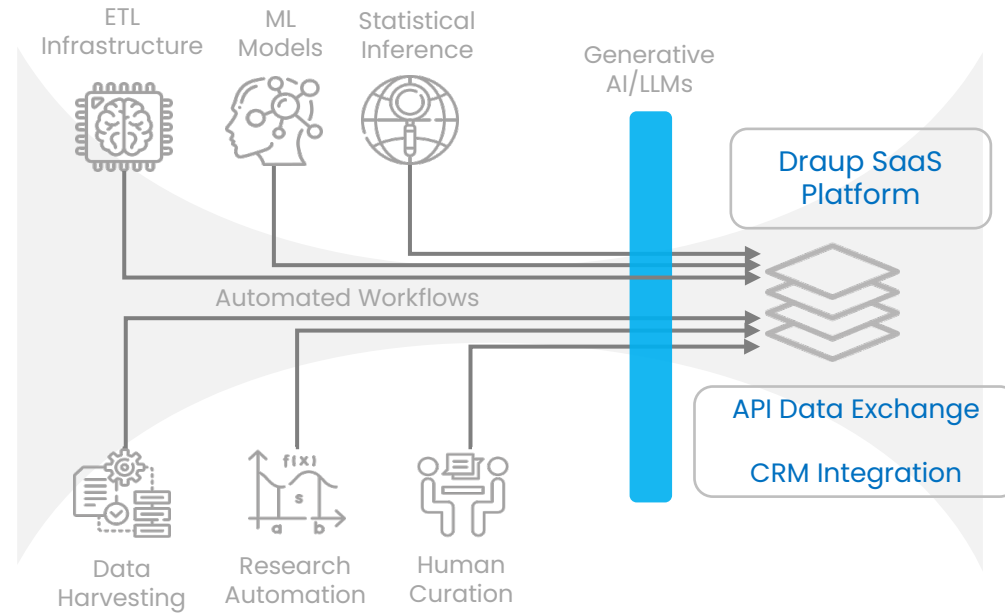 ETL
Infrastructure
ML
Models
Statistical
Inference
Generative
AI/LLMs
Draup SaaS
Platform
Automated Workflows
API Data Exchange
CRM Integration
f(x)
s
a
b
Data
Harvesting
Research
Automation
Human
Curation